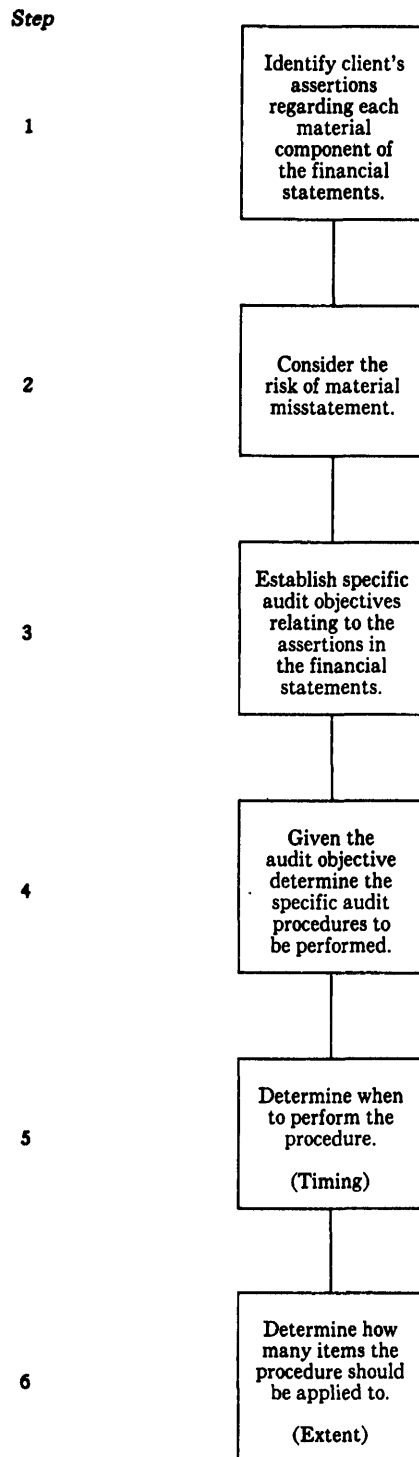 Step
1
Identify client's
assertions
regarding each
material
component of
the financial
statements.
2
Consider the
risk of material
misstatement.
3
Establish specific
audit objectives
relating to the
assertions in
the financial
statements.
4
Given the
audit objective
determine the
specific audit
procedures to
be performed.
5
Determine when
to perform the
procedure.
(Timing)
6
Determine how
many items the
procedure should
be applied to.
(Extent)